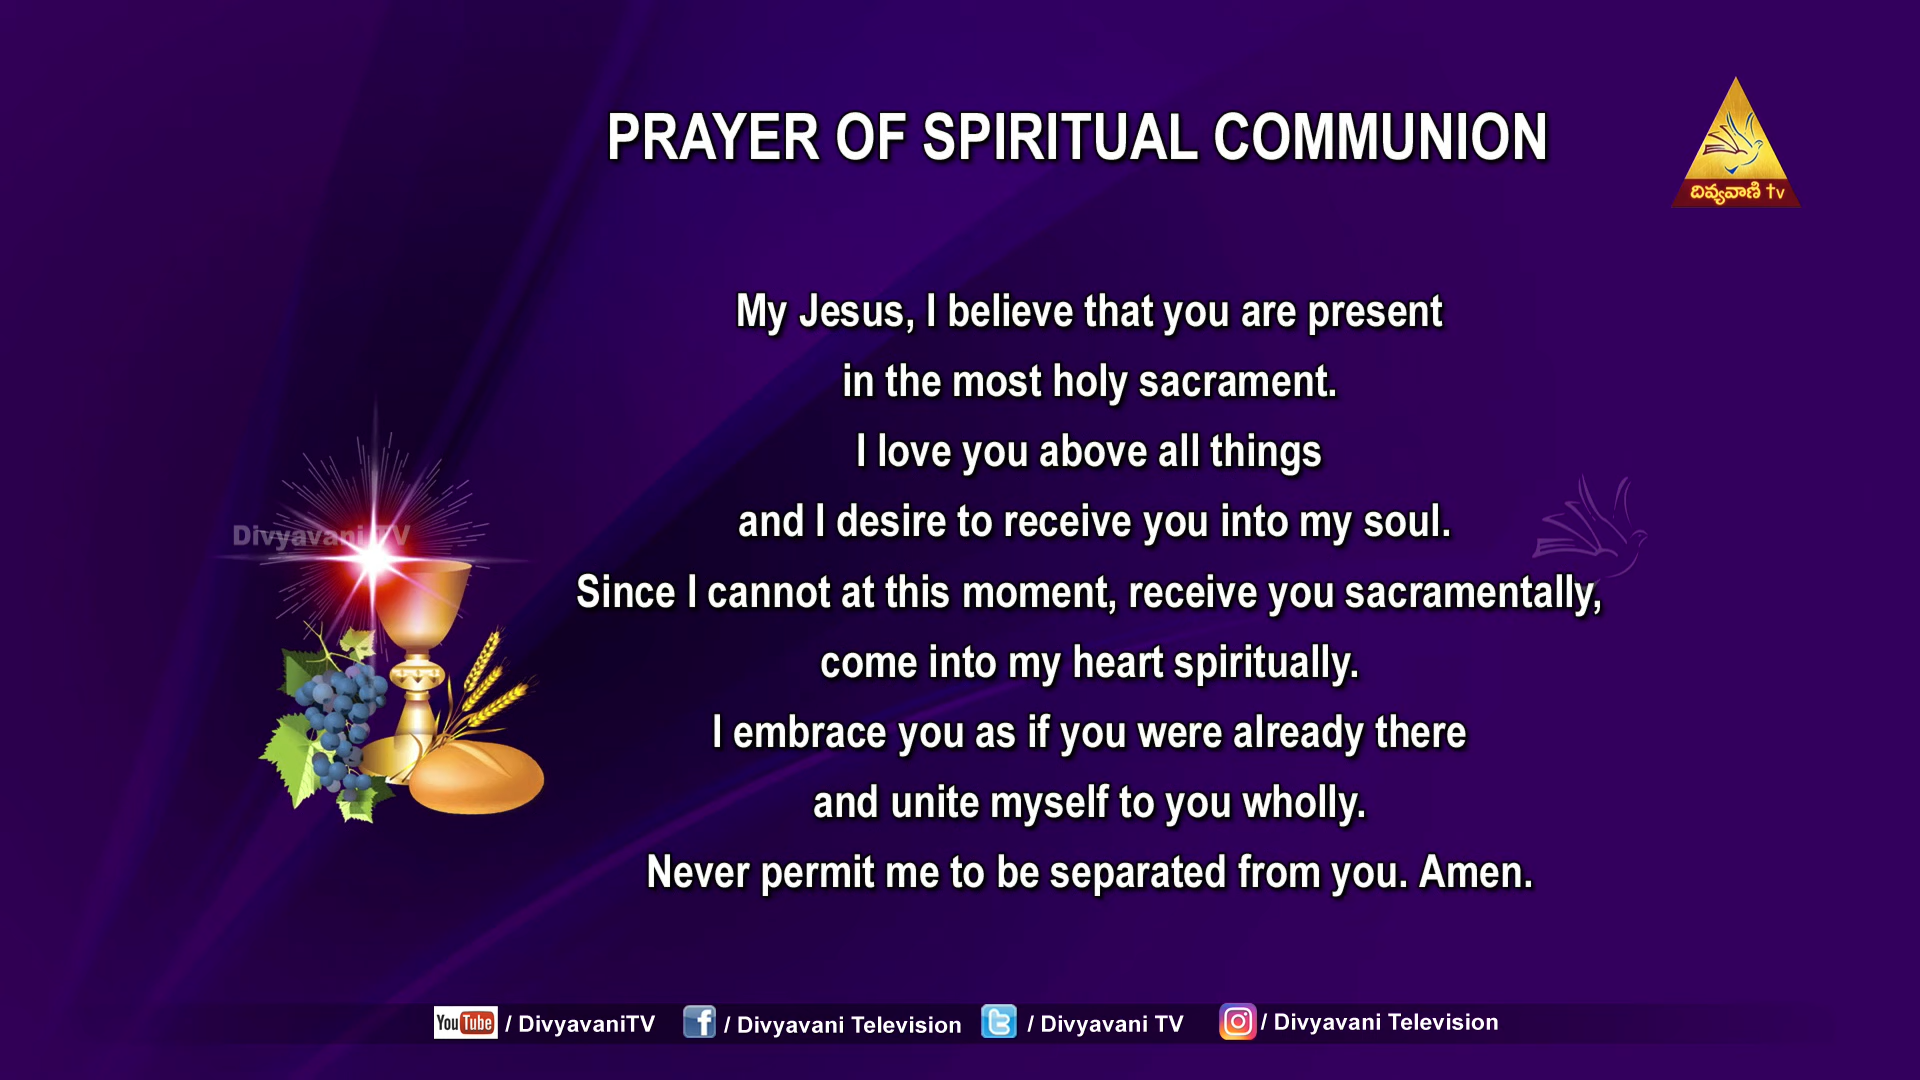 PRAYER OF SPIRITUAL COMMUNION
దివ్యవాణి tv
My Jesus, I believe that you are present
in the most holy sacrament.
I love you above all things
and I desire to receive you into my soul.
Since I cannot at this moment, receive you sacramentally,
come into my heart spiritually.
I embrace you as if you were already there
and unite myself to you wholly.
Never permit me to be separated from you. Amen.
Divyavani TV
YouTube / DivyavaniTV f / Divyavani Television t / Divyavani TV / Divyavani Television